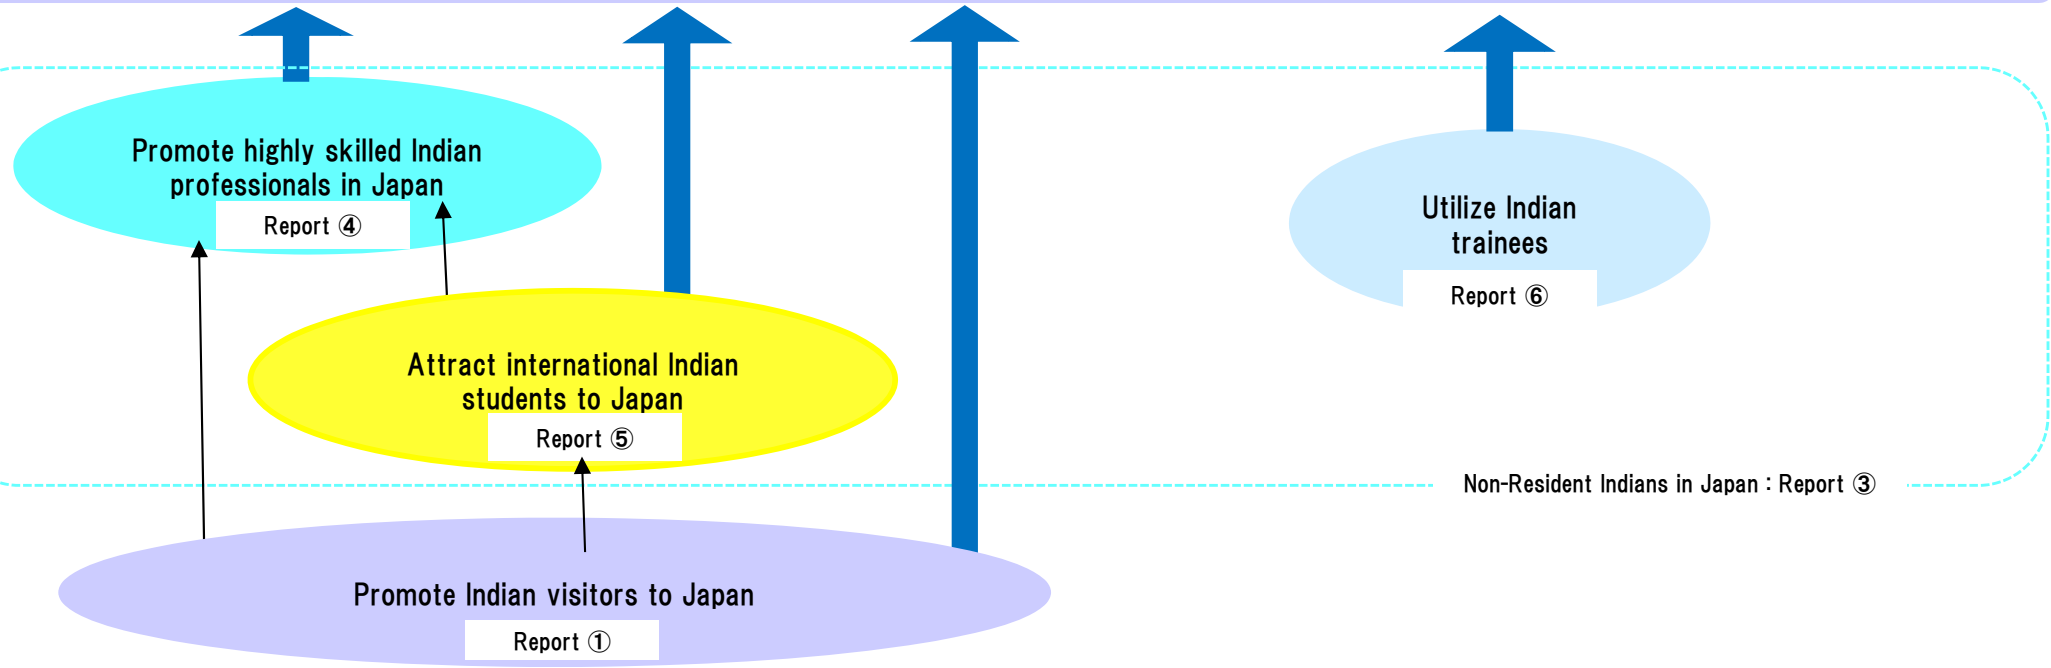 Promote highly skilled Indian
professionals in Japan
Report ④
Utilize Indian
trainees
Report ⑥
Attract international Indian
students to Japan
Report ⑤
Non-Resident Indians in Japan : Report ③
Promote Indian visitors to Japan
Report ①